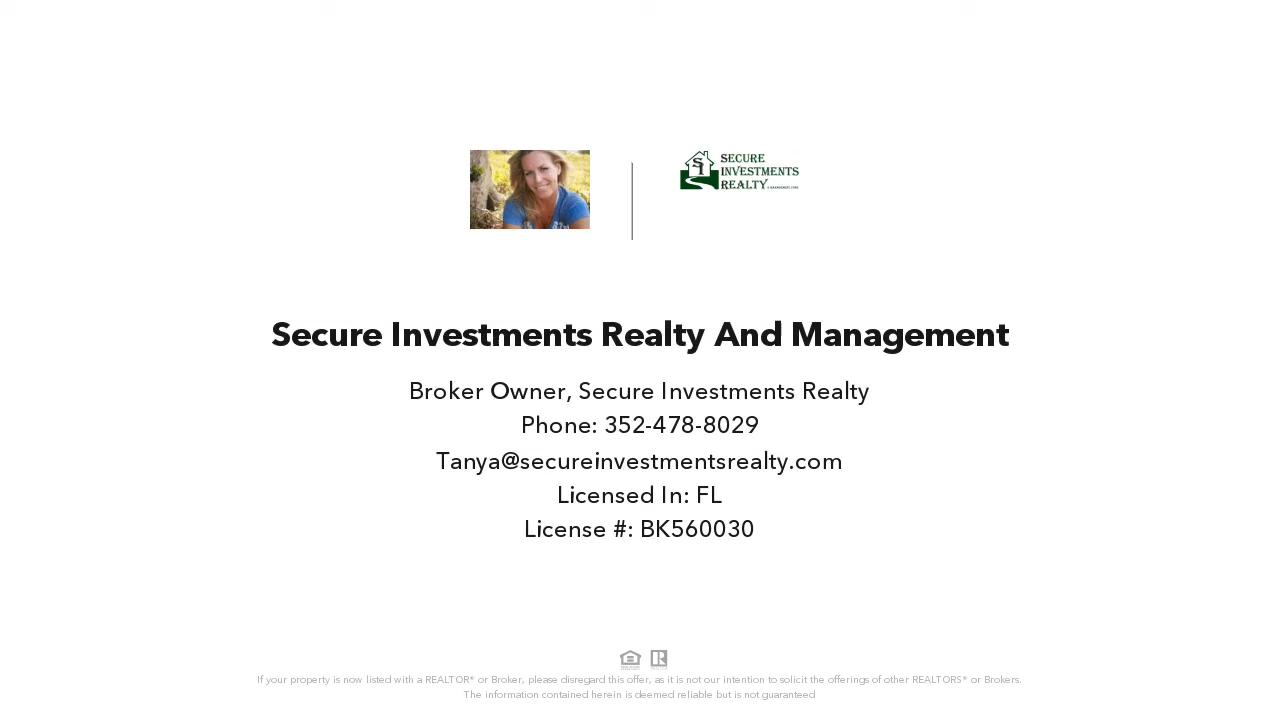 SECURE
INVESTMENTS
REALTY & MANAGEMENT, CORP.
Secure Investments Realty And Management
Broker Owner, Secure Investments Realty
Phone: 352-478-8029
Tanya@secureinvestmentsrealty.com
Licensed In: FL
License #: BK560030
If your property is now listed with a REALTOR® or Broker, please disregard this offer, as it is not our intention to solicit the offerings of other REALTORS® or Brokers.
The information contained herein is deemed reliable but is not guaranteed